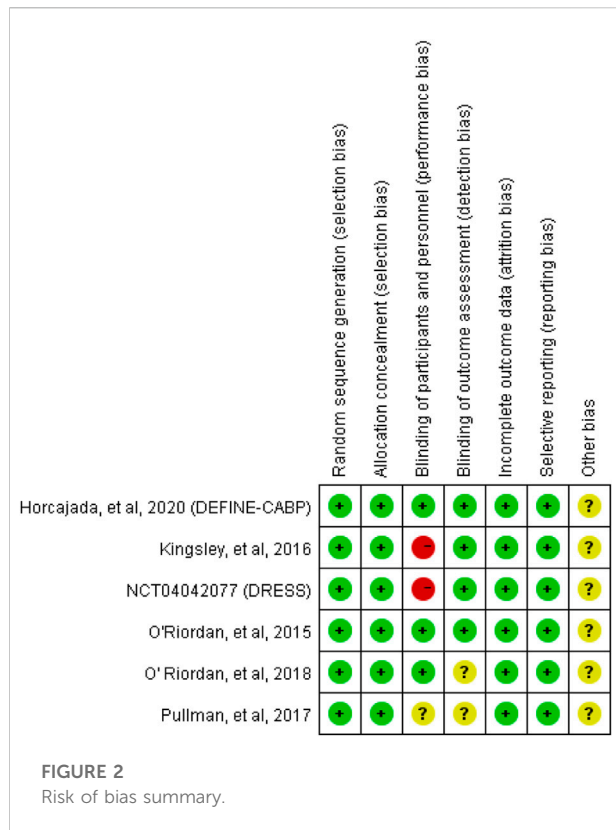 Random sequence generation (selection bias)
Allocation concealment (selection bias)
Blinding of participants and personnel (performance bias)
Blinding of outcome assessment (detection bias)
Incomplete outcome data (attrition bias)
Selective reporting (reporting bias)
Other bias
Horcajada, et al, 2020 (DEFINE-CABP) + + + + + + ?
Kingsley, et al, 2016 + + - + + + ?
NCT04042077 (DRESS) + + - + + + ?
O'Riordan, et al, 2015 + + + + + + ?
O' Riordan, et al, 2018 + + + ? + + ?
Pullman, et al, 2017 + + ? ? + + ?
FIGURE 2
Risk of bias summary.